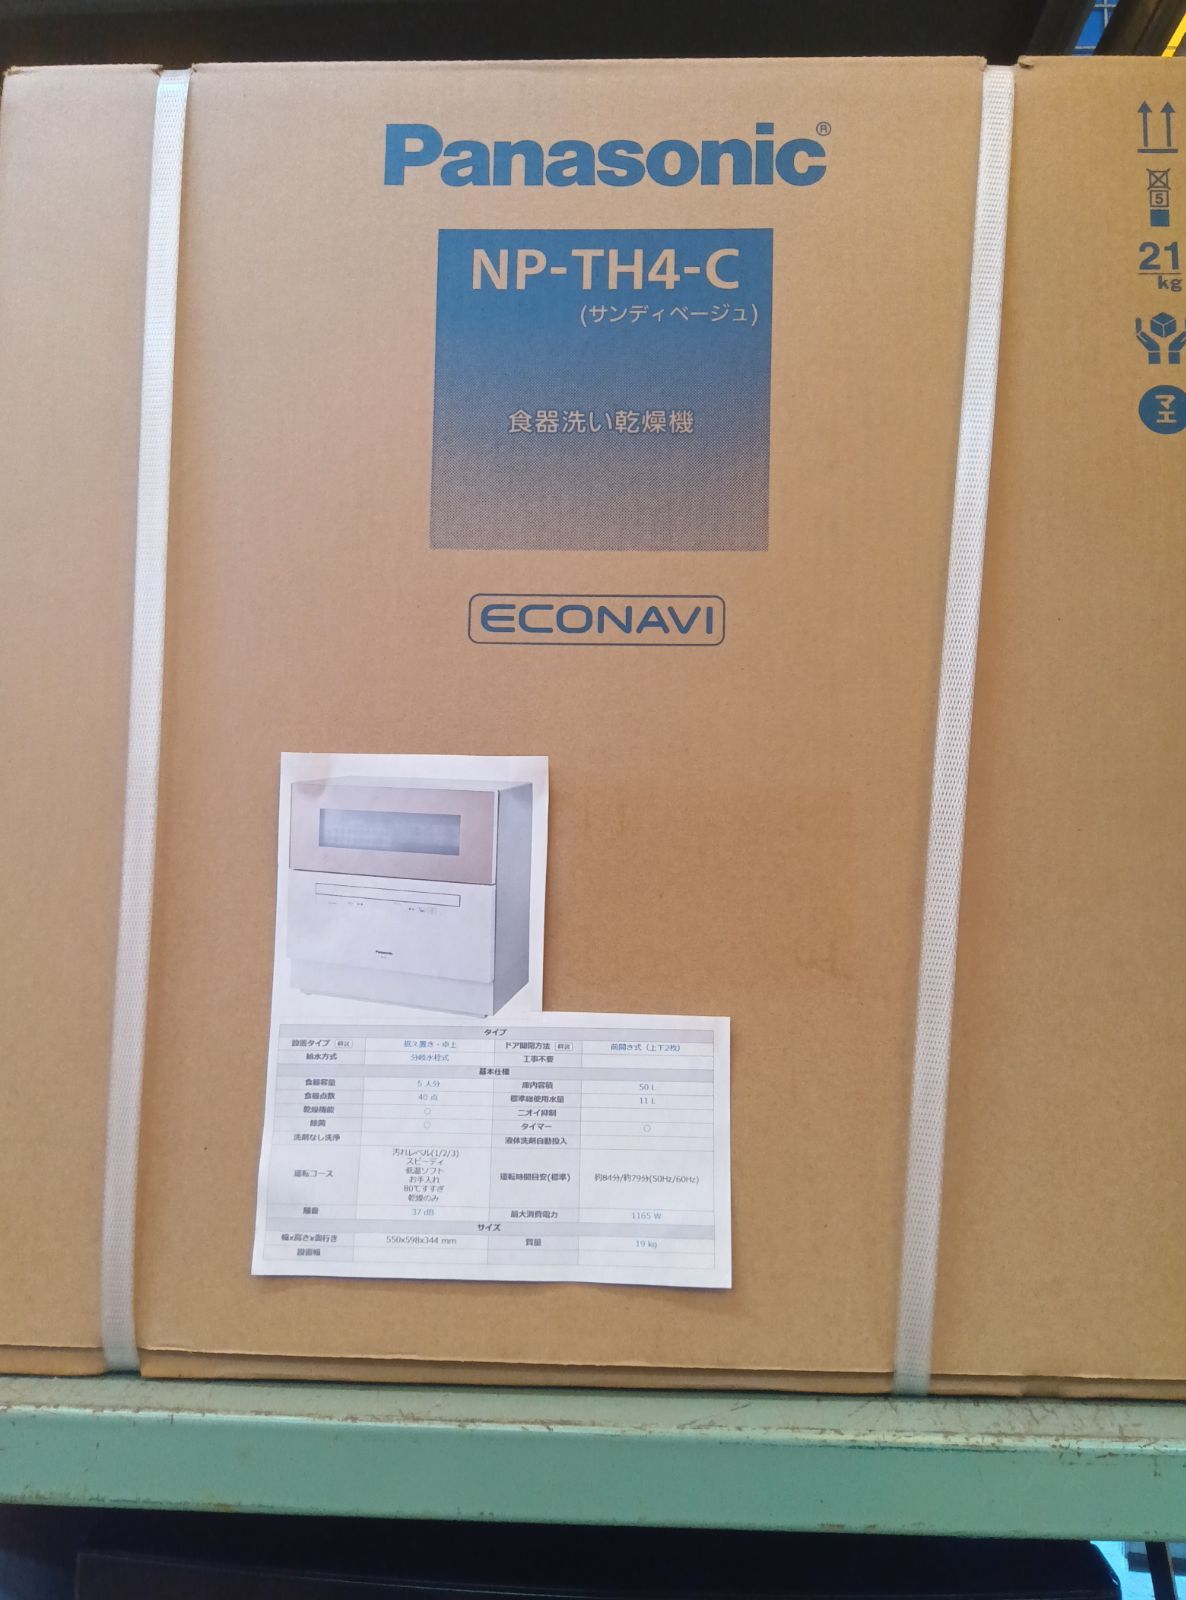 Panasonic®
NP-TH4-C
(サンディベージュ)
食器洗い乾燥機
ECONAVI
5
21
kg
マエ
Panasonic
タイプ
設置タイプ 解説 据え置き・卓上 ドア開閉方法 解説 前開き式（上下2枚）
給水方式 分岐水栓式 工事不要
基本仕様
食器容量 5 人分 庫内容積 50 L
食器点数 40 点 標準総使用水量 11 L
乾燥機能 ○ ニオイ抑制
除菌 ○ タイマー ○
洗剤なし洗浄 液体洗剤自動投入
運転コース 汚れレベル(1/2/3)
スピーディ
低温ソフト
お手入れ
80℃すすぎ
乾燥のみ
運転時間目安(標準) 約84分/約79分(50Hz/60Hz)
騒音 37 dB 最大消費電力 1165 W
サイズ
幅x高さx奥行き 550x598x344 mm 質量 19 kg
設置幅